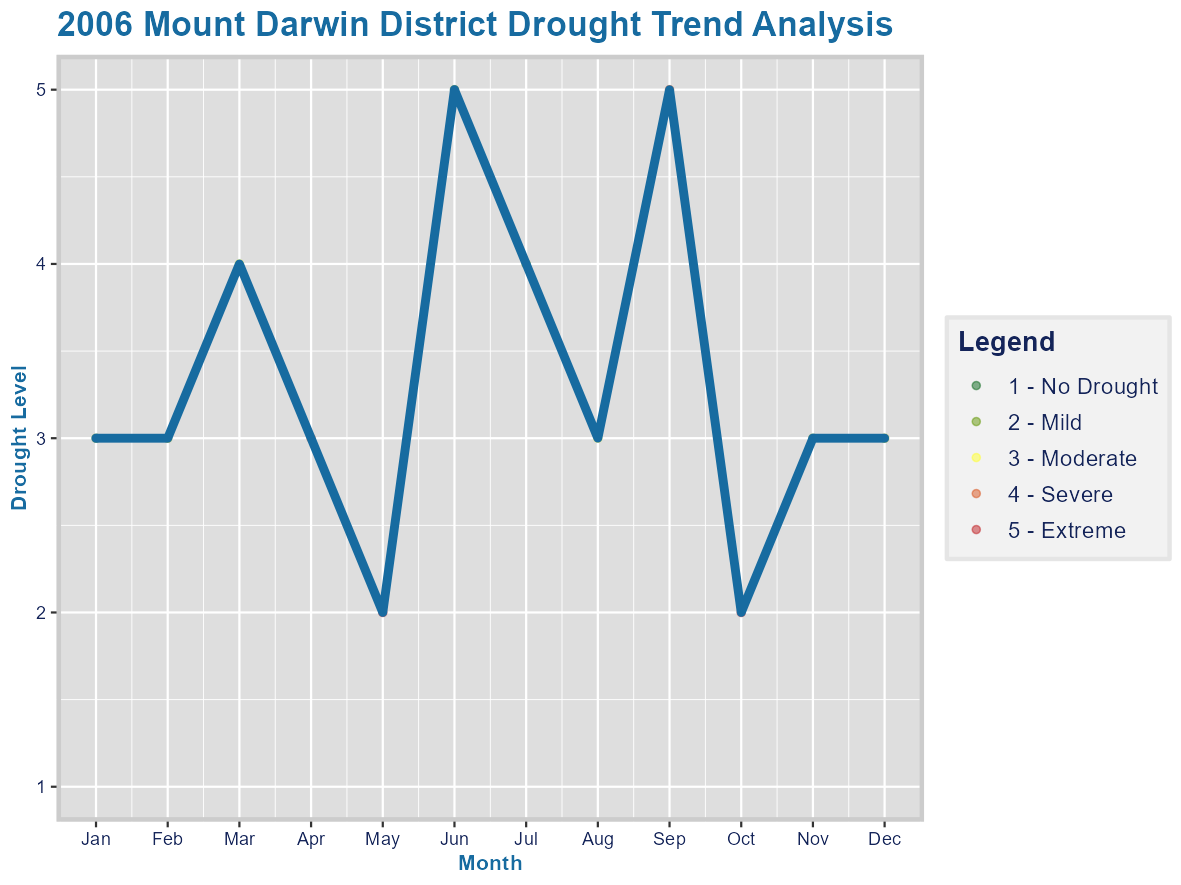 2006 Mount Darwin District Drought Trend Analysis
Drought Level
5
4
3
2
1
Jan Feb Mar Apr May Jun Jul Aug Sep Oct Nov Dec
Month
Legend
1 - No Drought
2 - Mild
3 - Moderate
4 - Severe
5 - Extreme